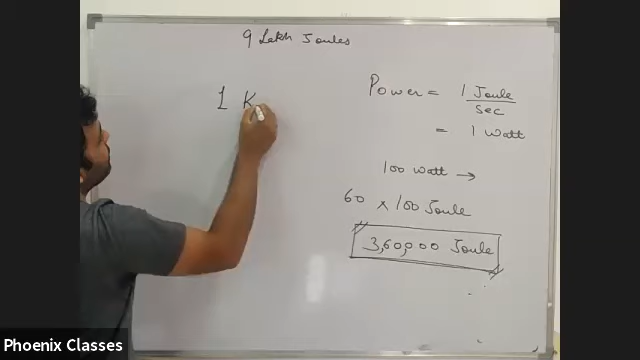 9 Lakh Joules
1 K
Power = 1 Joule
sec
= 1 Watt
100 watt →
60 × 100 Joule
3,60,000 Joule
Phoenix Classes